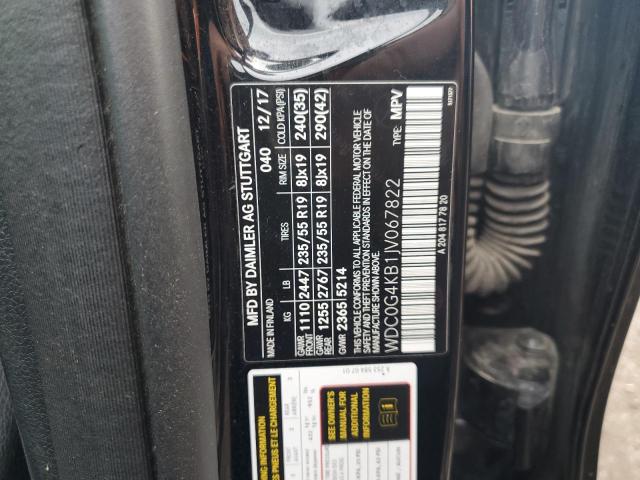 MFD BY DAIMLER AG STUTTGART
MADE IN FINLAND 040 12/17
KG LB TIRES RIM SIZE COLD KPA(PSI)
GAWR FRONT 1110 2447 235/55 R19 8Jx19 240(35)
GAWR REAR 1255 2767 235/55 R19 8Jx19 290(42)
GVWR 2365 5214
THIS VEHICLE CONFORMS TO ALL APPLICABLE FEDERAL MOTOR VEHICLE
SAFETY AND THEFT PREVENTION STANDARDS IN EFFECT ON THE DATE OF
MANUFACTURE SHOWN ABOVE. TYPE: MPV
WDC0G4KB1JV067822
A 204 817 78 20
A 253 584 67 01
SEE OWNER'S
MANUAL FOR
ADDITIONAL
INFORMATION